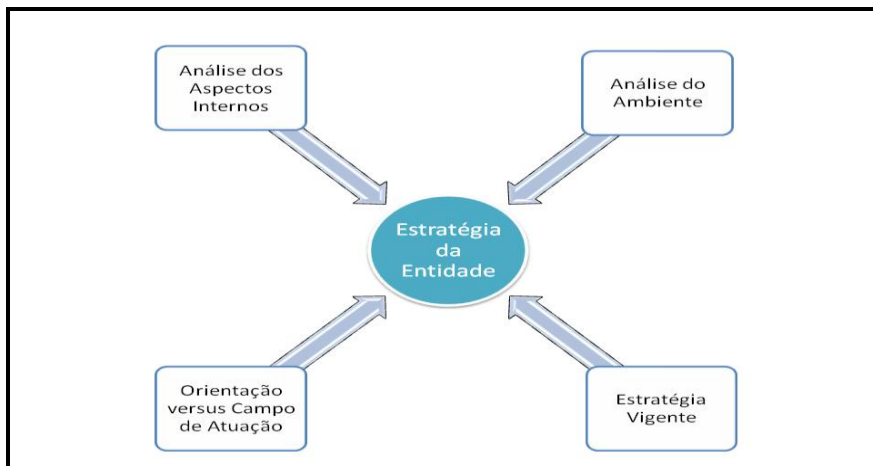 Análise dos
Aspectos
Internos
Análise do
Ambiente
Estratégia
da
Entidade
Orientação
versus Campo
de Atuação
Estratégia
Vigente